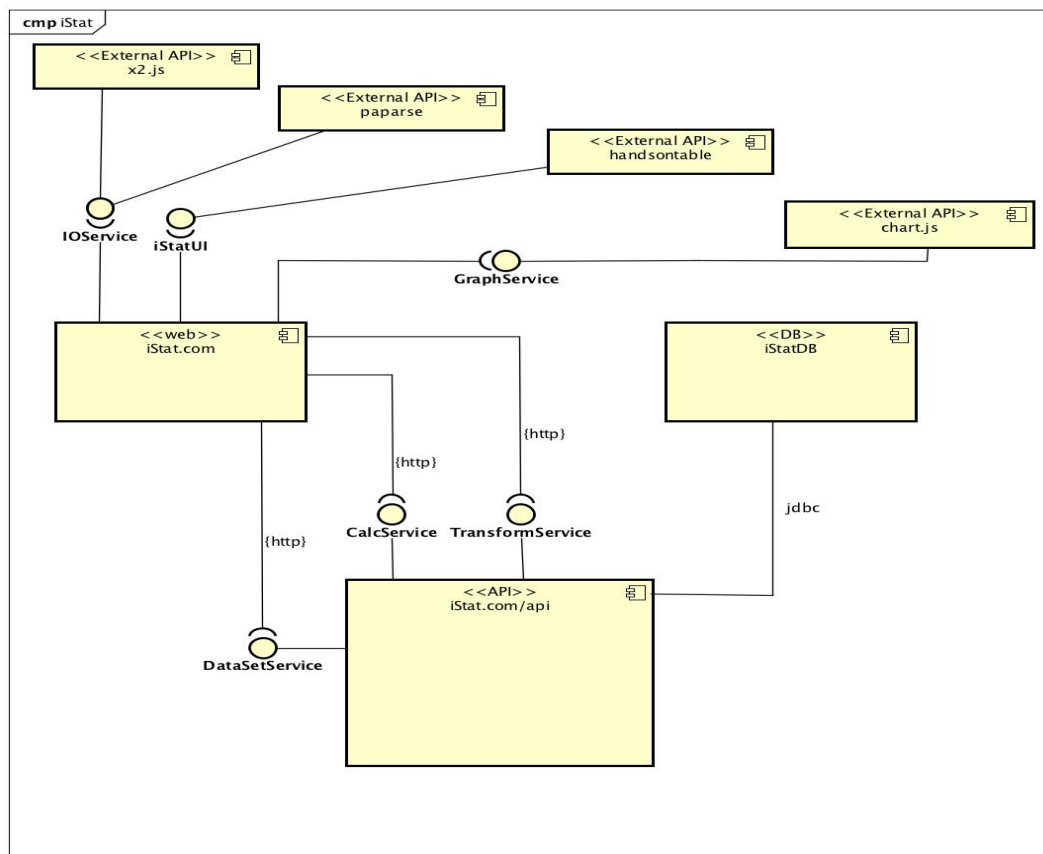 cmp iStat
<<External API>>
x2.js
<<External API>>
paparse
<<External API>>
handsontable
<<External API>>
chart.js
IOService
iStatUI
GraphService
<<web>>
iStat.com
<<DB>>
iStatDB
{http}
{http}
jdbc
CalcService
TransformService
{http}
<<API>>
iStat.com/api
DataSetService